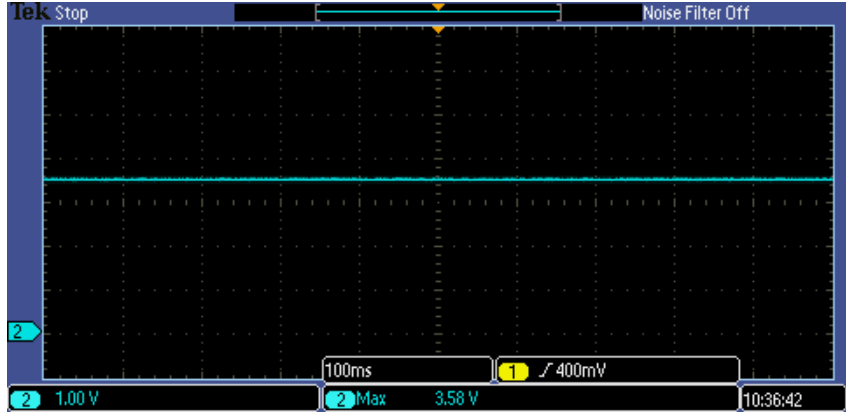 Tek Stop Noise Filter Off
2
100ms 1 400mV
2 1.00 V 2 Max 3.58 V 10:36:42